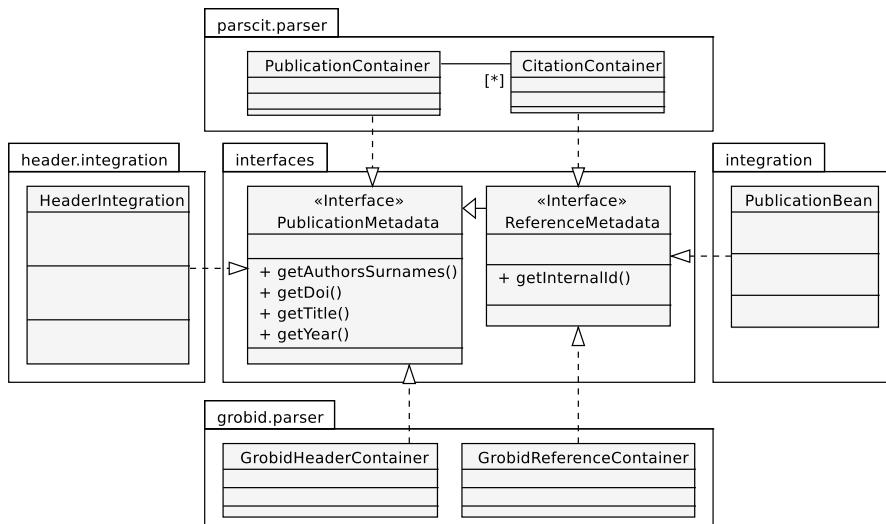 parscit.parser
PublicationContainer
[*]
CitationContainer
header.integration
HeaderIntegration
interfaces
«Interface»
PublicationMetadata
+ getAuthorsSurnames()
+ getDoi()
+ getTitle()
+ getYear()
«Interface»
ReferenceMetadata
+ getInternalId()
integration
PublicationBean
grobid.parser
GrobidHeaderContainer
GrobidReferenceContainer